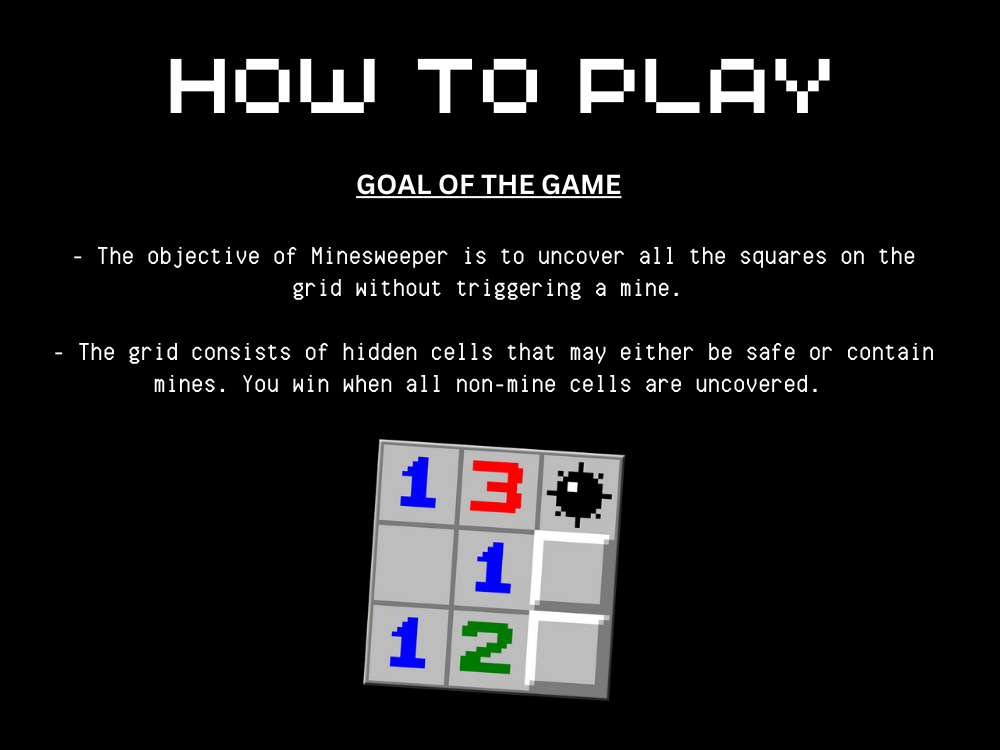 HOW TO PLAY
GOAL OF THE GAME
- The objective of Minesweeper is to uncover all the squares on the
grid without triggering a mine.
- The grid consists of hidden cells that may either be safe or contain
mines. You win when all non-mine cells are uncovered.
1 3
1
1 2